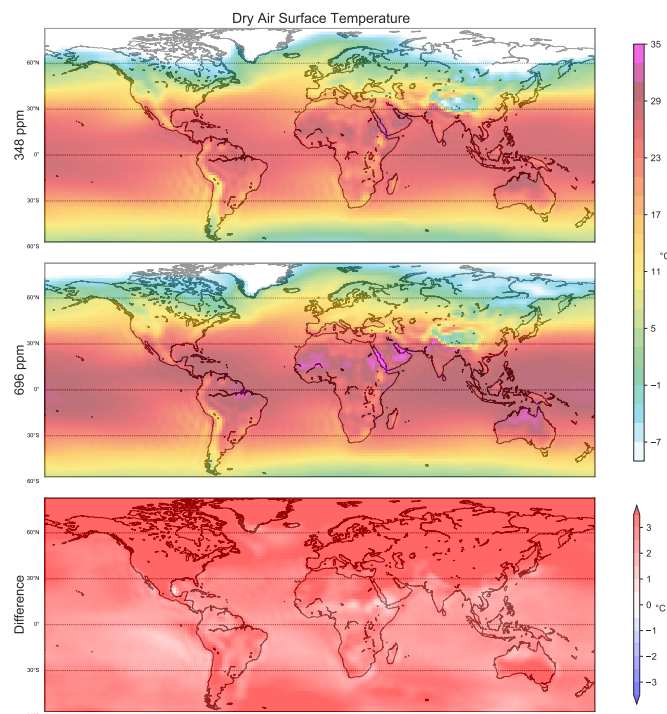 Dry Air Surface Temperature
348 ppm
60°N
30°N
0°
30°S
60°S
696 ppm
60°N
30°N
0°
30°S
60°S
Difference
60°N
30°N
0°
30°S
35
29
23
17
°C
11
5
−1
−7
3
2
1
0
°C
−1
−2
−3